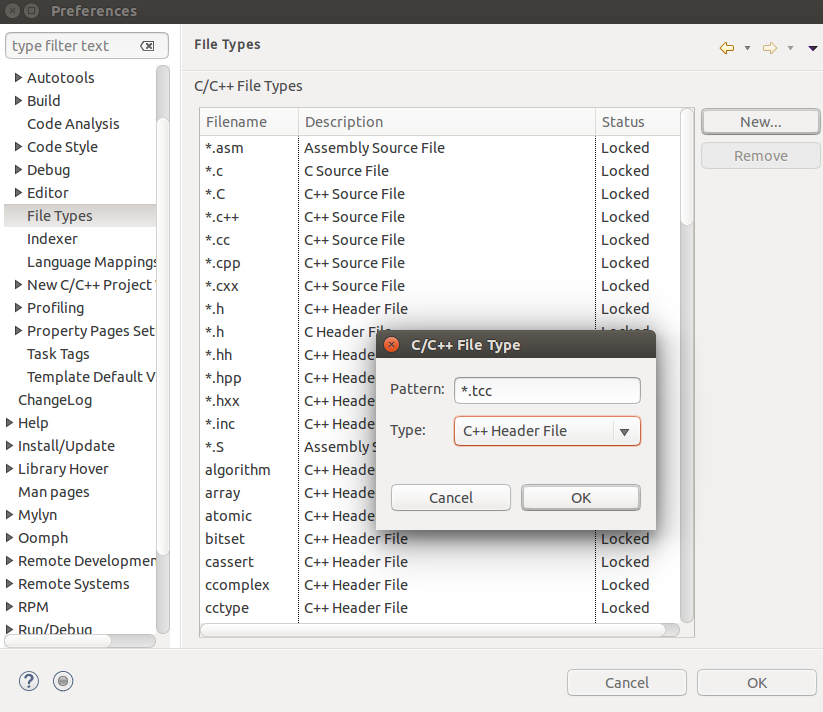 Preferences
type filter text
Autotools
Build
Code Analysis
Code Style
Debug
Editor
File Types
Indexer
Language Mappings
New C/C++ Project
Profiling
Property Pages Set
Task Tags
Template Default V
ChangeLog
Help
Install/Update
Library Hover
Man pages
Mylyn
Oomph
Remote Developmen
Remote Systems
RPM
Run/Debug
File Types
C/C++ File Types
Filename Description Status
*.asm Assembly Source File Locked
*.c C Source File Locked
*.C C++ Source File Locked
*.c++ C++ Source File Locked
*.cc C++ Source File Locked
*.cpp C++ Source File Locked
*.cxx C++ Source File Locked
*.h C++ Header File Locked
*.h C Header File Locked
*.hh C++ Heade
*.hpp C++ Heade
*.hxx C++ Heade
*.inc C++ Heade
*.S Assembly S
algorithm C++ Heade
array C++ Heade
atomic C++ Heade
bitset C++ Header File Locked
cassert C++ Header File Locked
ccomplex C++ Header File Locked
cctype C++ Header File Locked
New...
Remove
C/C++ File Type
Pattern: *.tcc
Type: C++ Header File
Cancel OK
? Cancel OK